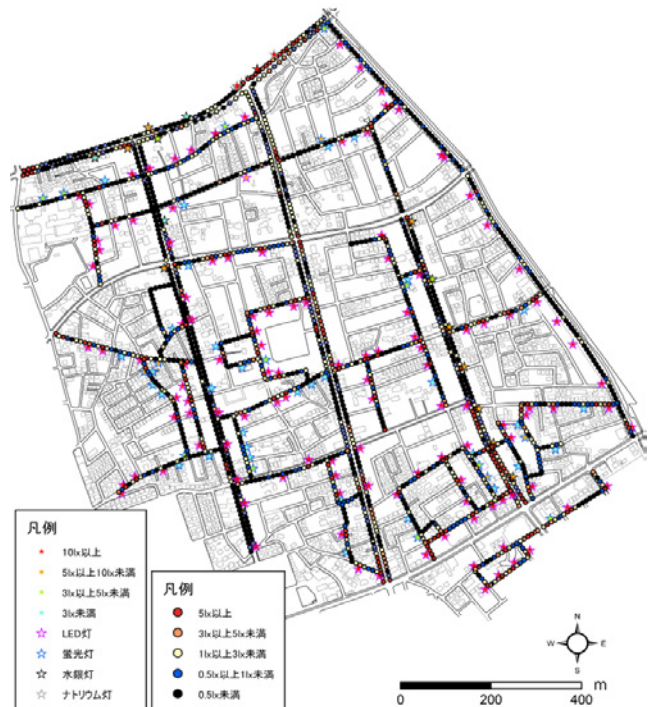 凡例
10lx以上
5lx以上10lx未満
3lx以上5lx未満
3lx未満
LED灯
蛍光灯
水銀灯
ナトリウム灯
凡例
5lx以上
3lx以上5lx未満
1lx以上3lx未満
0.5lx以上1lx未満
0.5lx未満
N
W
E
S
0
200
400
m